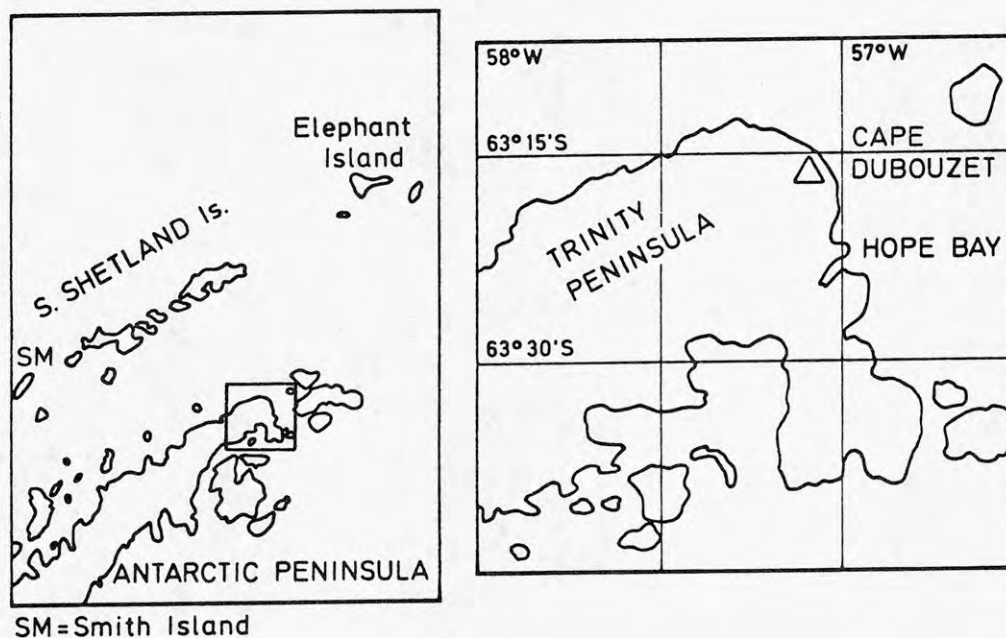 Elephant
Island
S. SHETLAND Is.
SM
ANTARCTIC PENINSULA
SM=Smith Island
58°W
57°W
63°15'S
CAPE
DUBOUZET
TRINITY
PENINSULA
HOPE BAY
63°30'S